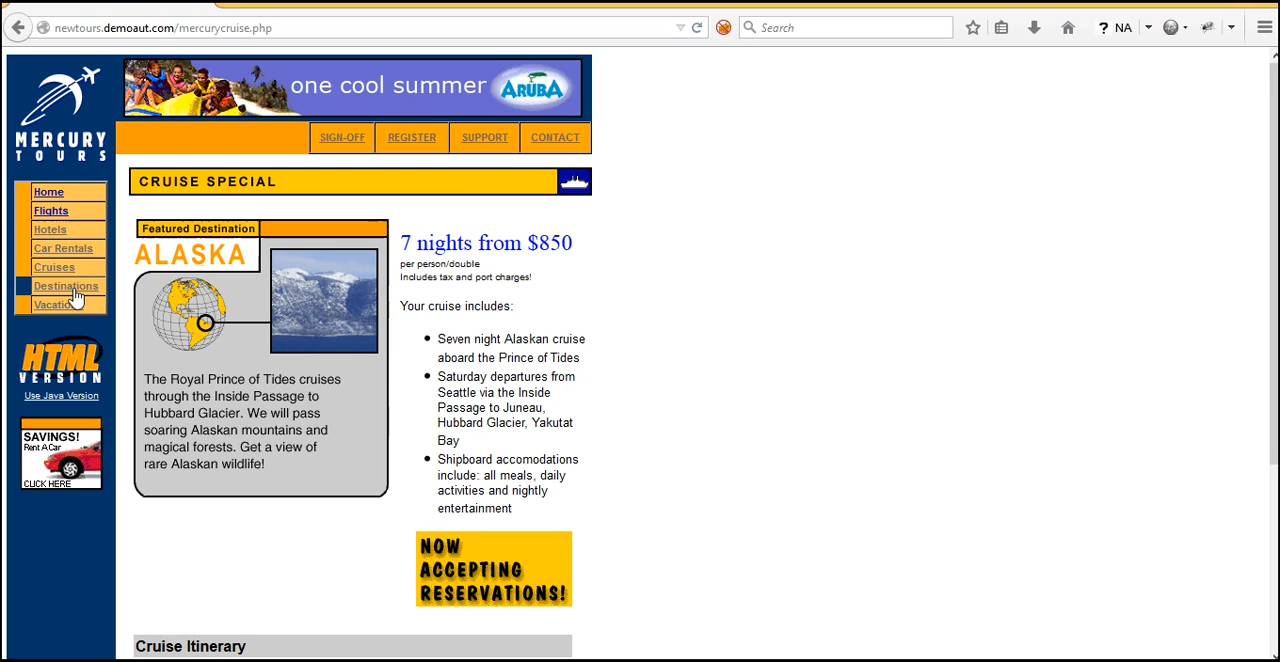 newtours.demoaut.com/mercurycruise.php
Search
? NA
one cool summer
ARUBA
MERCURY
TOURS
SIGN-OFF
REGISTER
SUPPORT
CONTACT
Home
Flights
Hotels
Car Rentals
Cruises
Destinations
Vacatio
HTML
VERSION
Use Java Version
SAVINGS!
Rent A Car
CLICK HERE
CRUISE SPECIAL
Featured Destination
ALASKA
The Royal Prince of Tides cruises
through the Inside Passage to
Hubbard Glacier. We will pass
soaring Alaskan mountains and
magical forests. Get a view of
rare Alaskan wildlife!
7 nights from $850
per person/double
Includes tax and port charges!
Your cruise includes:
Seven night Alaskan cruise
aboard the Prince of Tides
Saturday departures from
Seattle via the Inside
Passage to Juneau,
Hubbard Glacier, Yakutat
Bay
Shipboard accomodations
include: all meals, daily
activities and nightly
entertainment
NOW
ACCEPTING
RESERVATIONS!
Cruise Itinerary